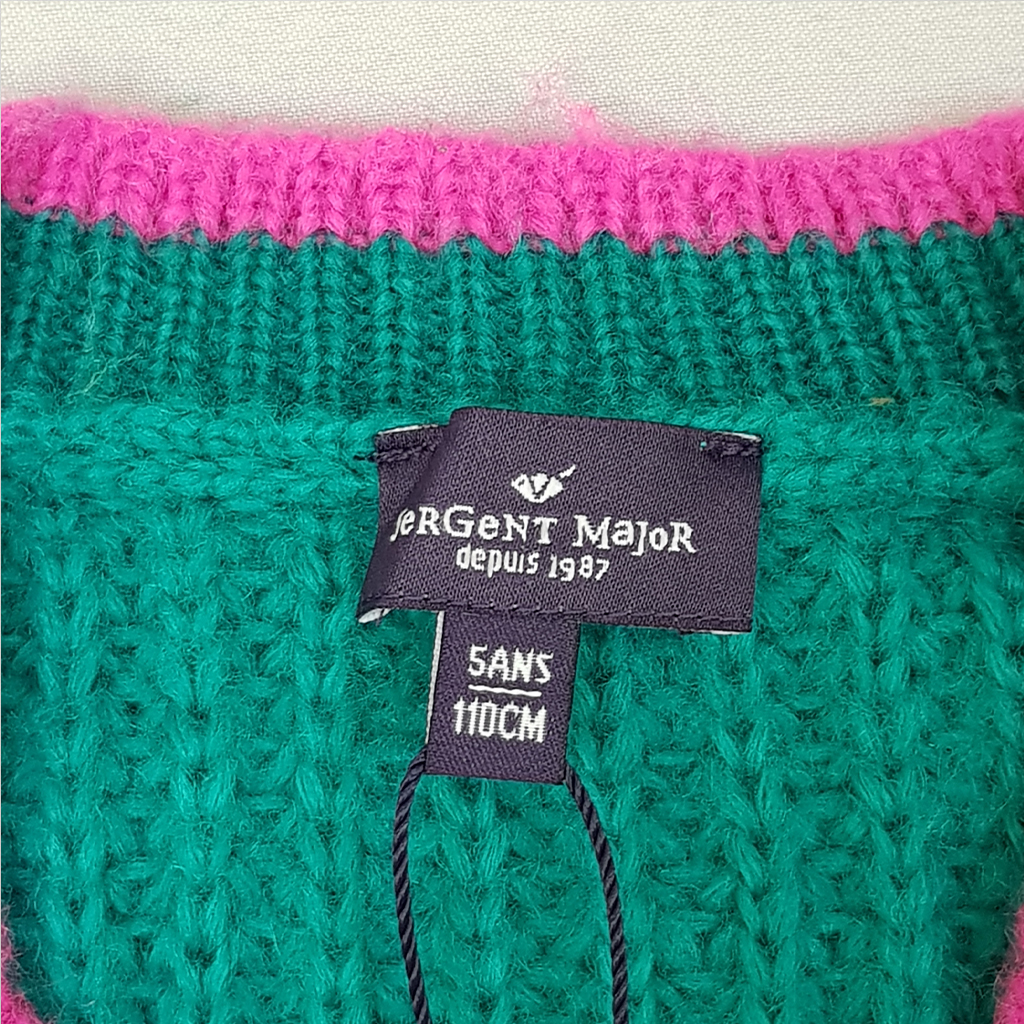 SeRGeNT MaJoR
depuis 1987
5ANS
110CM